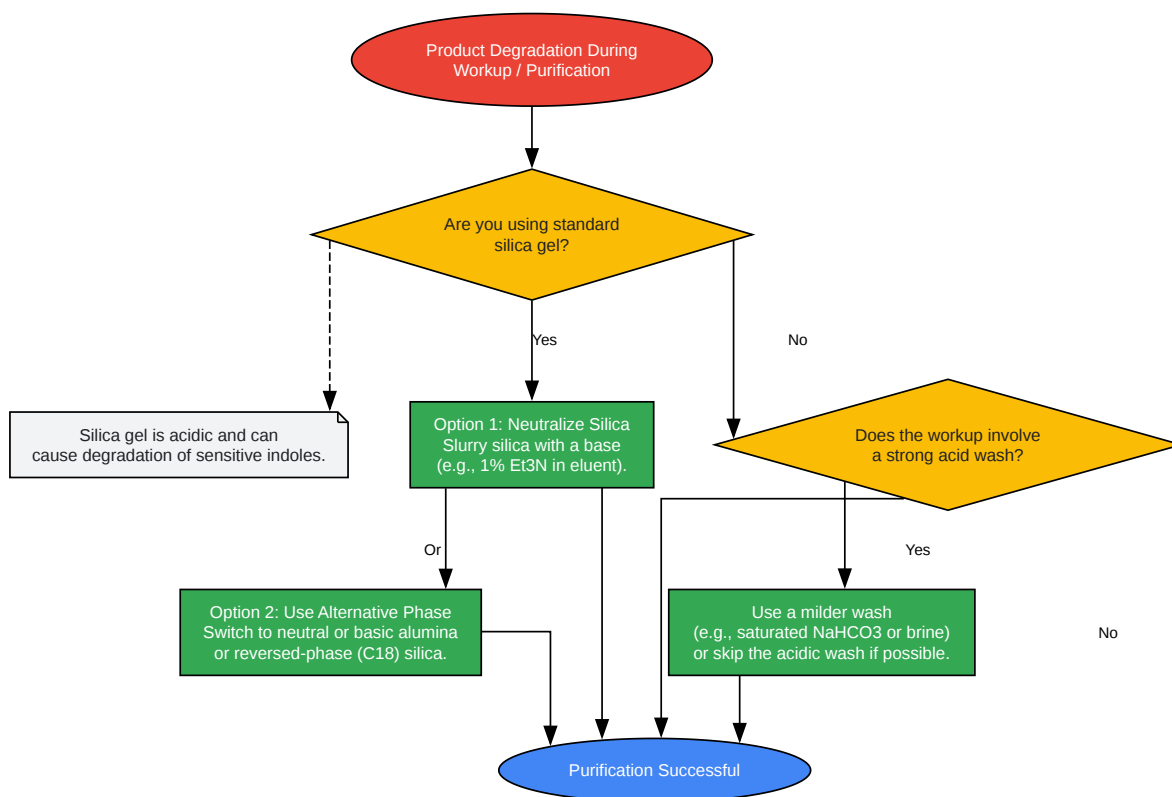 Product Degradation During
Workup / Purification
Are you using standard
silica gel?
Yes
No
Silica gel is acidic and can
cause degradation of sensitive indoles.
Option 1: Neutralize Silica
Slurry silica with a base
(e.g., 1% Et3N in eluent).
Does the workup involve
a strong acid wash?
Or
Yes
Option 2: Use Alternative Phase
Switch to neutral or basic alumina
or reversed-phase (C18) silica.
Use a milder wash
(e.g., saturated NaHCO3 or brine)
or skip the acidic wash if possible.
No
Purification Successful